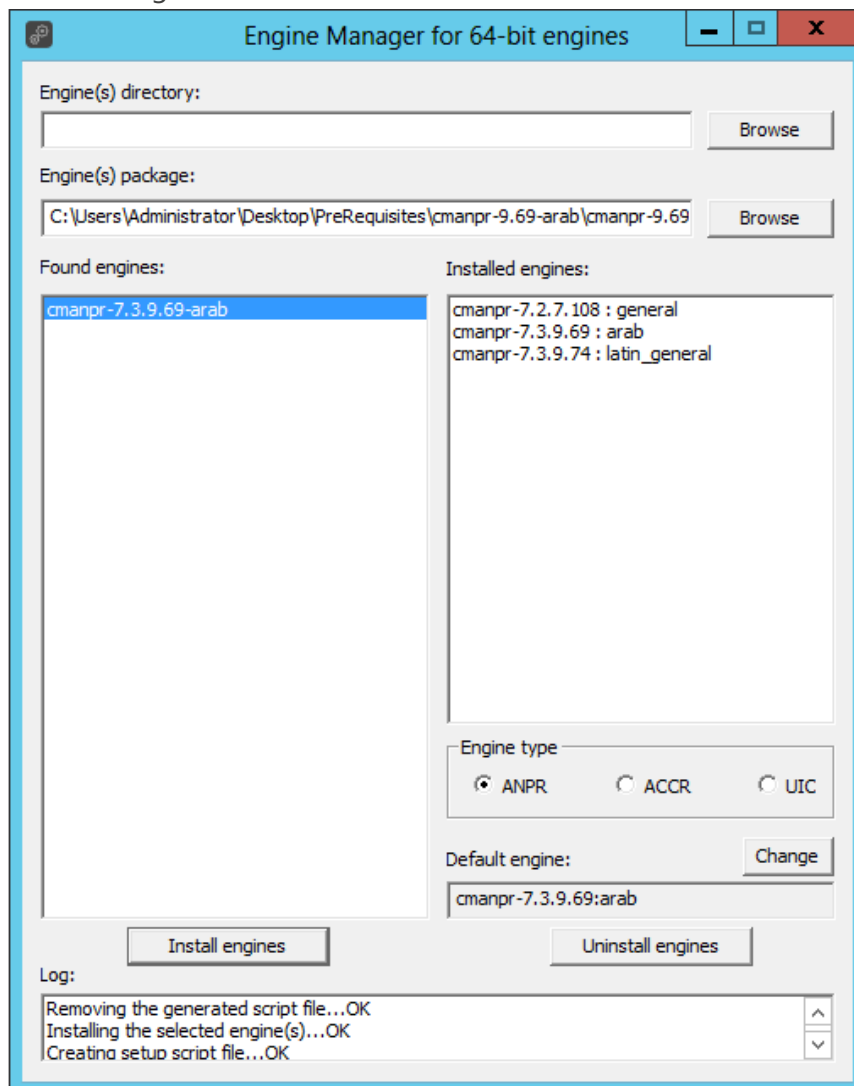 Engine Manager for 64-bit engines
Engine(s) directory:
Browse
Engine(s) package:
C:\Users\Administrator\Desktop\PreRequisites\cmanpr-9.69-arab\cmanpr-9.69
Browse
Found engines:
cmanpr-7.3.9.69-arab
Installed engines:
cmanpr-7.2.7.108 : general
cmanpr-7.3.9.69 : arab
cmanpr-7.3.9.74 : latin_general
Engine type
ANPR ACCR UIC
Default engine:
Change
cmanpr-7.3.9.69:arab
Install engines
Uninstall engines
Log:
Removing the generated script file...OK
Installing the selected engine(s)...OK
Creating setup script file...OK